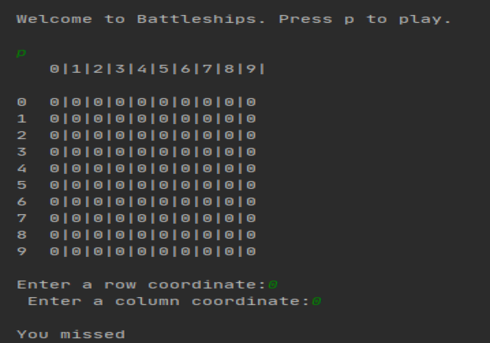 Welcome to Battleships. Press p to play.
p
0|1|2|3|4|5|6|7|8|9|
0 0|0|0|0|0|0|0|0|0|0
1 0|0|0|0|0|0|0|0|0|0
2 0|0|0|0|0|0|0|0|0|0
3 0|0|0|0|0|0|0|0|0|0
4 0|0|0|0|0|0|0|0|0|0
5 0|0|0|0|0|0|0|0|0|0
6 0|0|0|0|0|0|0|0|0|0
7 0|0|0|0|0|0|0|0|0|0
8 0|0|0|0|0|0|0|0|0|0
9 0|0|0|0|0|0|0|0|0|0
Enter a row coordinate:0
Enter a column coordinate:0
You missed